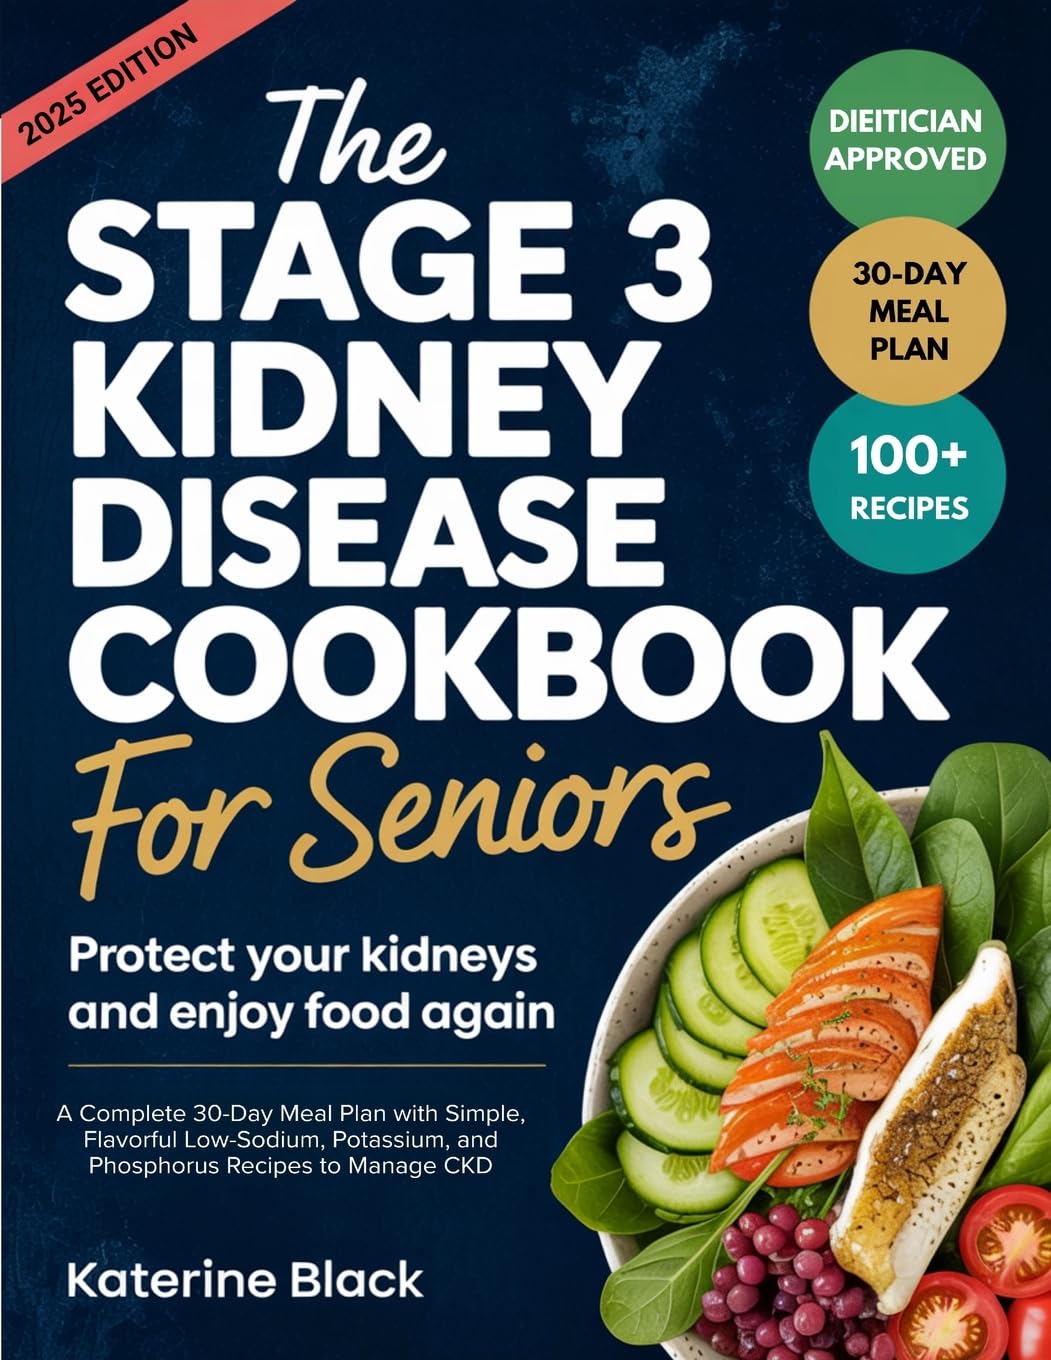 2025 EDITION
The
STAGE 3
KIDNEY
DISEASE
COOKBOOK
For Seniors
DIEITICIAN
APPROVED
30-DAY
MEAL
PLAN
100+
RECIPES
Protect your kidneys
and enjoy food again
A Complete 30-Day Meal Plan with Simple,
Flavorful Low-Sodium, Potassium, and
Phosphorus Recipes to Manage CKD
Katerine Black